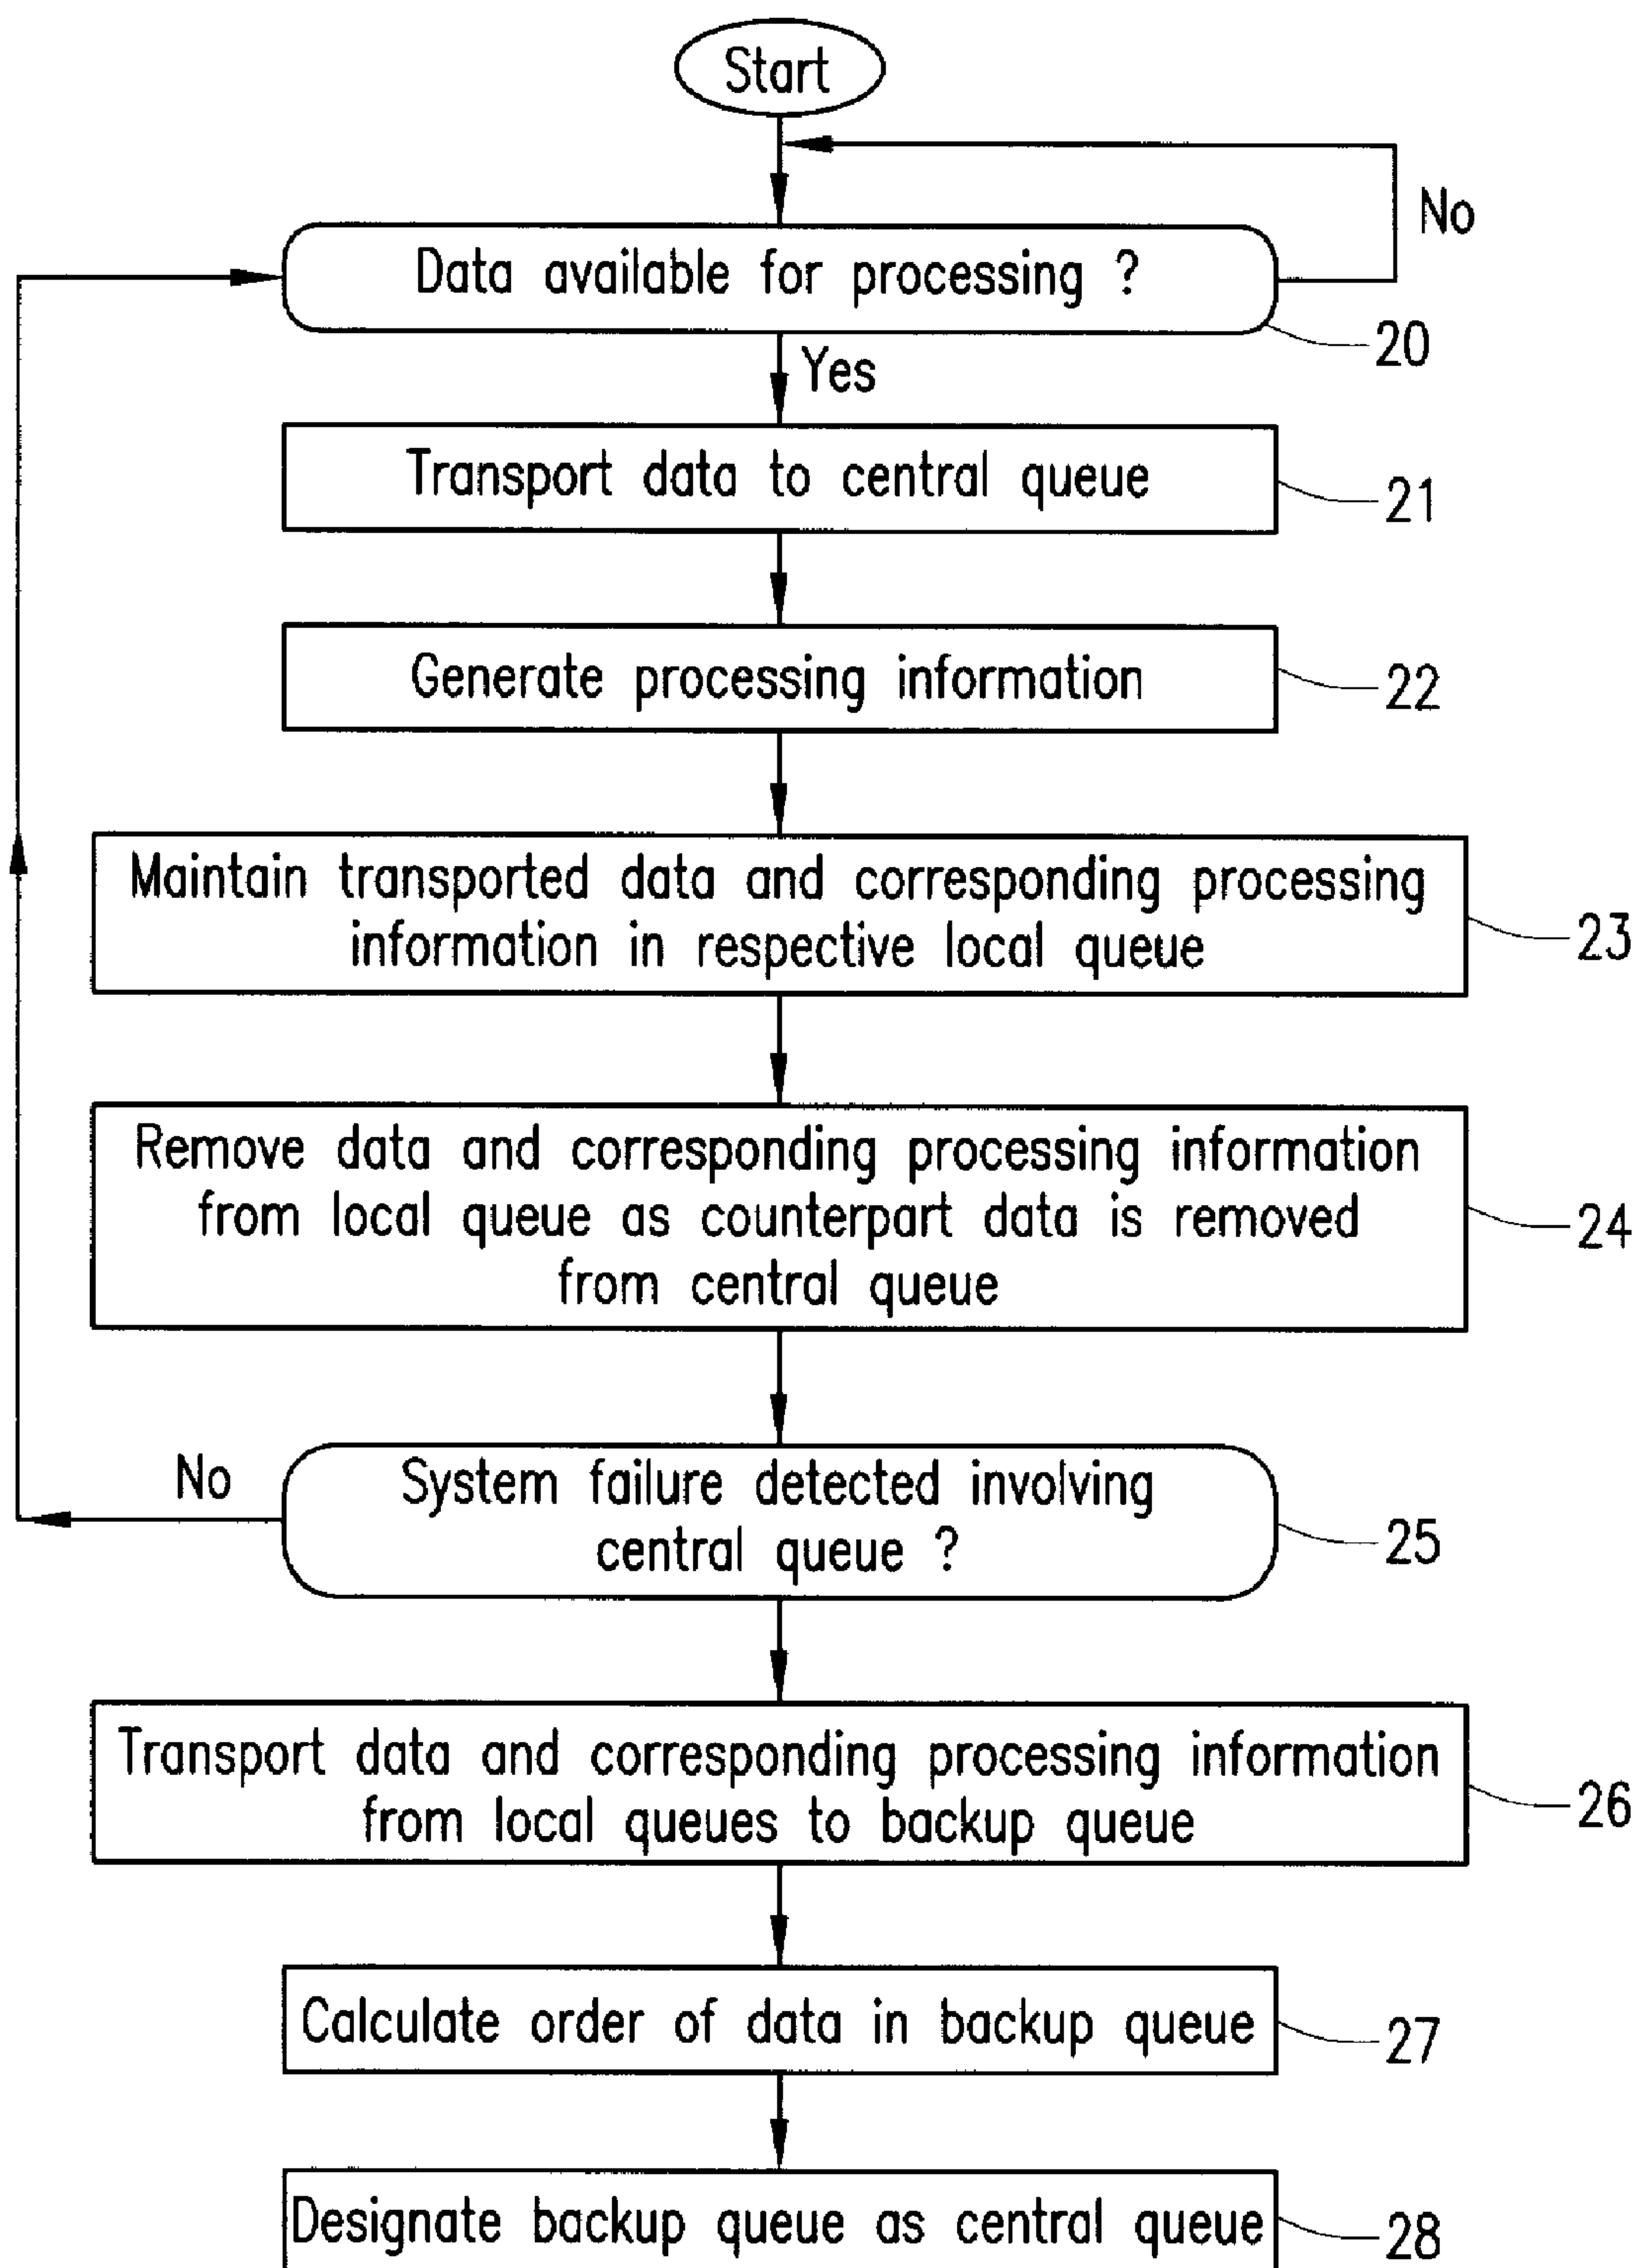 Start
No
Data available for processing ?
20
Yes
Transport data to central queue
21
Generate processing information
22
Maintain transported data and corresponding processing
information in respective local queue
23
Remove data and corresponding processing information
from local queue as counterpart data is removed
from central queue
24
No
System failure detected involving
central queue ?
25
Transport data and corresponding processing information
from local queues to backup queue
26
Calculate order of data in backup queue
27
Designate backup queue as central queue
28